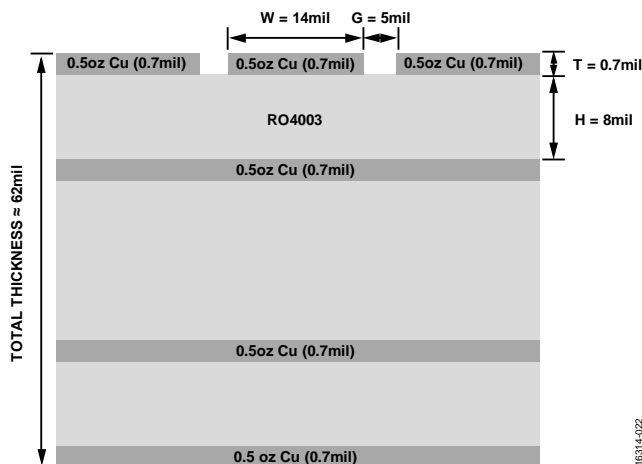 W = 14mil
G = 5mil
0.5oz Cu (0.7mil)
0.5oz Cu (0.7mil)
0.5oz Cu (0.7mil)
T = 0.7mil
RO4003
H = 8mil
0.5oz Cu (0.7mil)
TOTAL THICKNESS ≈ 62mil
0.5oz Cu (0.7mil)
0.5 oz Cu (0.7mil)
16314-022